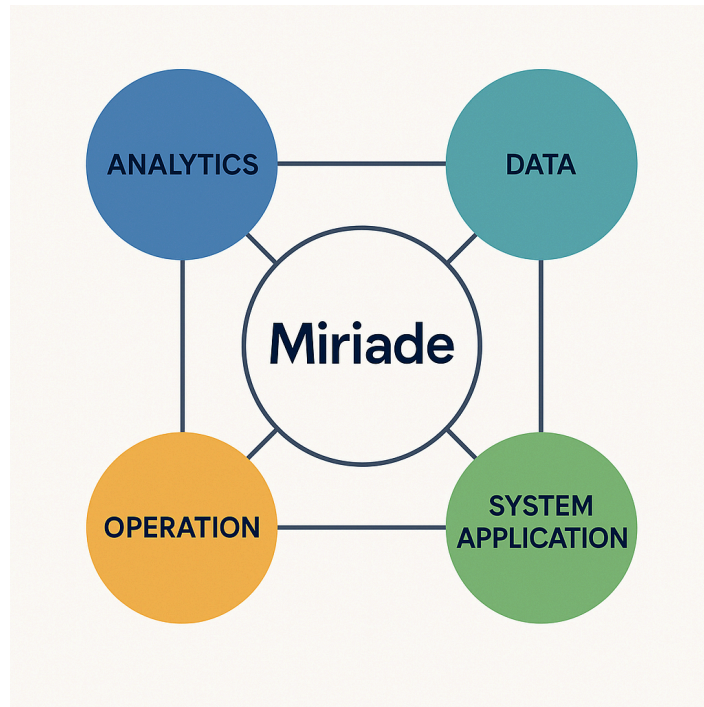 ANALYTICS
DATA
Miriade
OPERATION
SYSTEM
APPLICATION